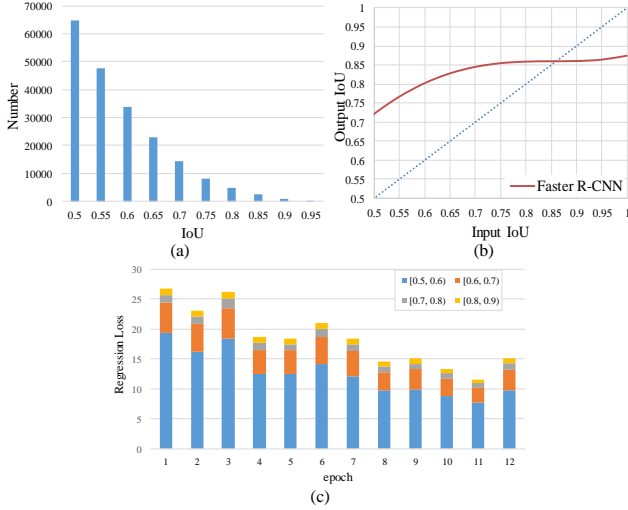 70000
60000
50000
40000
30000
20000
10000
0
Number
0.5 0.55 0.6 0.65 0.7 0.75 0.8 0.85 0.9 0.95
IoU
(a)
1
0.95
0.9
0.85
0.8
0.75
0.7
0.65
0.6
0.55
0.5
Output IoU
Faster R-CNN
0.5 0.55 0.6 0.65 0.7 0.75 0.8 0.85 0.9 0.95 1
Input IoU
(b)
30
25
20
15
10
5
0
Regression Loss
[0.5, 0.6) [0.6, 0.7)
[0.7, 0.8) [0.8, 0.9)
1 2 3 4 5 6 7 8 9 10 11 12
epoch
(c)